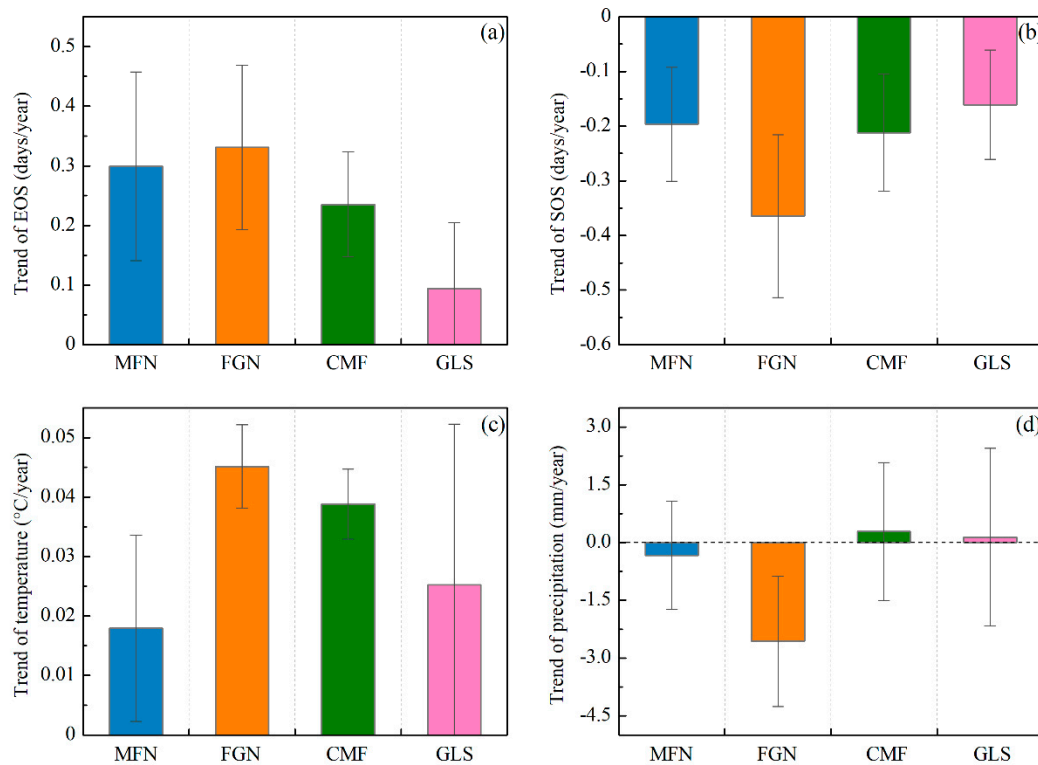 (a)
Trend of EOS (days/year)
0.5
0.4
0.3
0.2
0.1
0
MFN FGN CMF GLS
(b)
Trend of SOS (days/year)
0
-0.1
-0.2
-0.3
-0.4
-0.5
-0.6
MFN FGN CMF GLS
(c)
Trend of temperature (°C/year)
0.05
0.04
0.03
0.02
0.01
0
MFN FGN CMF GLS
(d)
Trend of precipitation (mm/year)
3.0
1.5
0.0
-1.5
-3.0
-4.5
MFN FGN CMF GLS